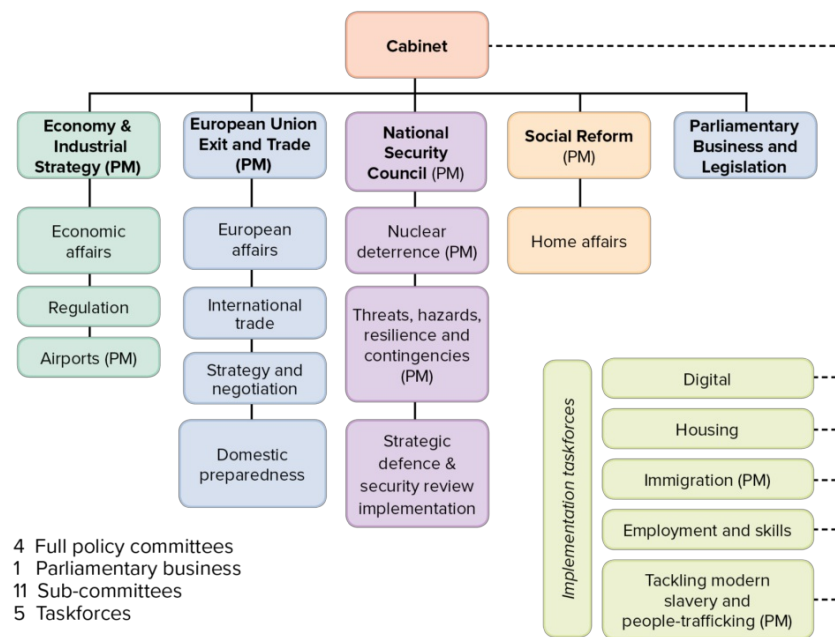 Cabinet
Economy &
Industrial
Strategy (PM)
European Union
Exit and Trade
(PM)
National
Security
Council (PM)
Social Reform
(PM)
Parliamentary
Business and
Legislation
Economic
affairs
Regulation
Airports (PM)
European
affairs
International
trade
Strategy and
negotiation
Domestic
preparedness
Nuclear
deterrence (PM)
Threats, hazards,
resilience and
contingencies
(PM)
Strategic
defence &
security review
implementation
Home affairs
Implementation taskforces
Digital
Housing
Immigration (PM)
Employment and skills
Tackling modern
slavery and
people-trafficking (PM)
4 Full policy committees
1 Parliamentary business
11 Sub-committees
5 Taskforces